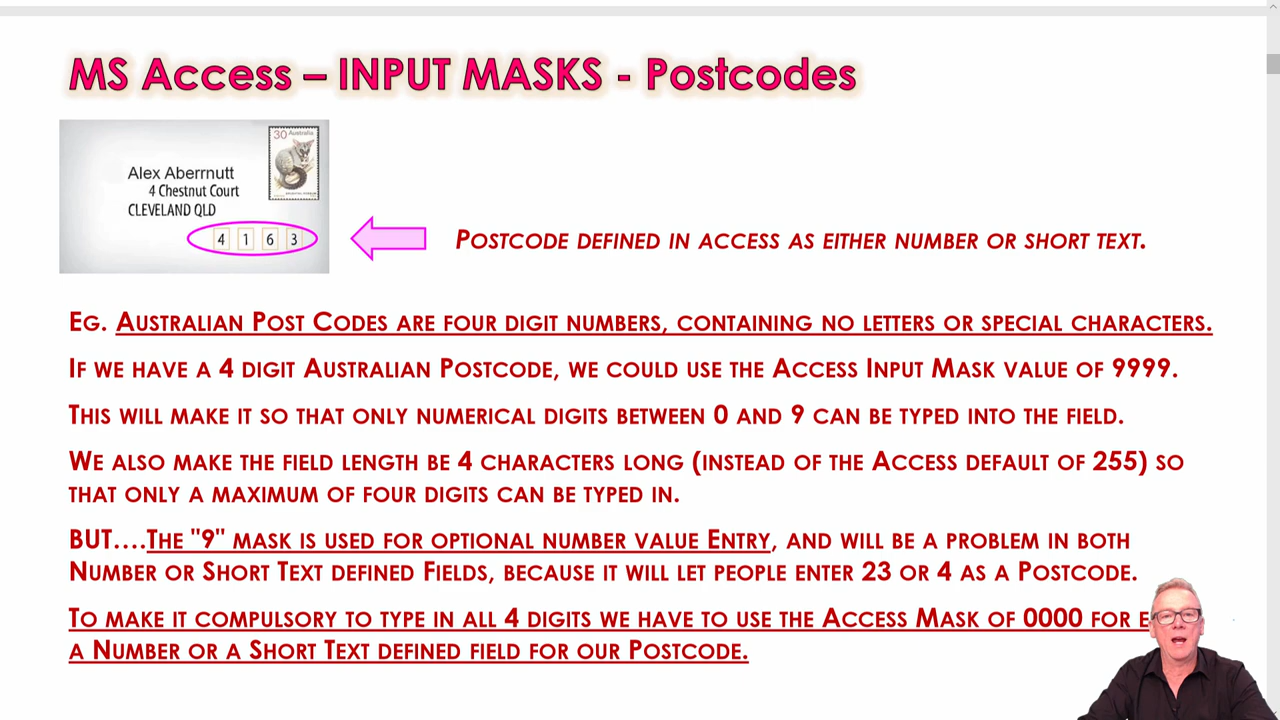 MS Access – INPUT MASKS - Postcodes
30 Australia
Alex Aberrnutt
4 Chestnut Court
CLEVELAND QLD
4 1 6 3
POSTCODE DEFINED IN ACCESS AS EITHER NUMBER OR SHORT TEXT.
EG. AUSTRALIAN POST CODES ARE FOUR DIGIT NUMBERS, CONTAINING NO LETTERS OR SPECIAL CHARACTERS.
IF WE HAVE A 4 DIGIT AUSTRALIAN POSTCODE, WE COULD USE THE ACCESS INPUT MASK VALUE OF 9999.
THIS WILL MAKE IT SO THAT ONLY NUMERICAL DIGITS BETWEEN 0 AND 9 CAN BE TYPED INTO THE FIELD.
WE ALSO MAKE THE FIELD LENGTH BE 4 CHARACTERS LONG (INSTEAD OF THE ACCESS DEFAULT OF 255) SO
THAT ONLY A MAXIMUM OF FOUR DIGITS CAN BE TYPED IN.
BUT....THE "9" MASK IS USED FOR OPTIONAL NUMBER VALUE ENTRY, AND WILL BE A PROBLEM IN BOTH
NUMBER OR SHORT TEXT DEFINED FIELDS, BECAUSE IT WILL LET PEOPLE ENTER 23 OR 4 AS A POSTCODE.
TO MAKE IT COMPULSORY TO TYPE IN ALL 4 DIGITS WE HAVE TO USE THE ACCESS MASK OF 0000 FOR E
A NUMBER OR A SHORT TEXT DEFINED FIELD FOR OUR POSTCODE.